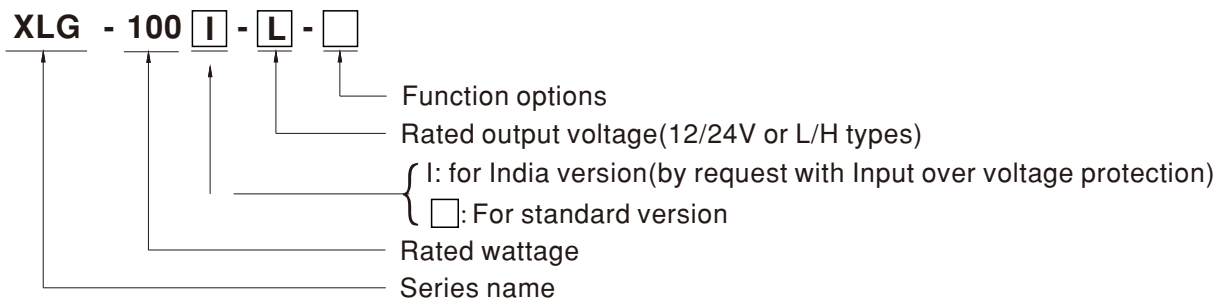 XLG - 100 I - L - □
Function options
Rated output voltage(12/24V or L/H types)
I: for India version(by request with Input over voltage protection)
□: For standard version
Rated wattage
Series name